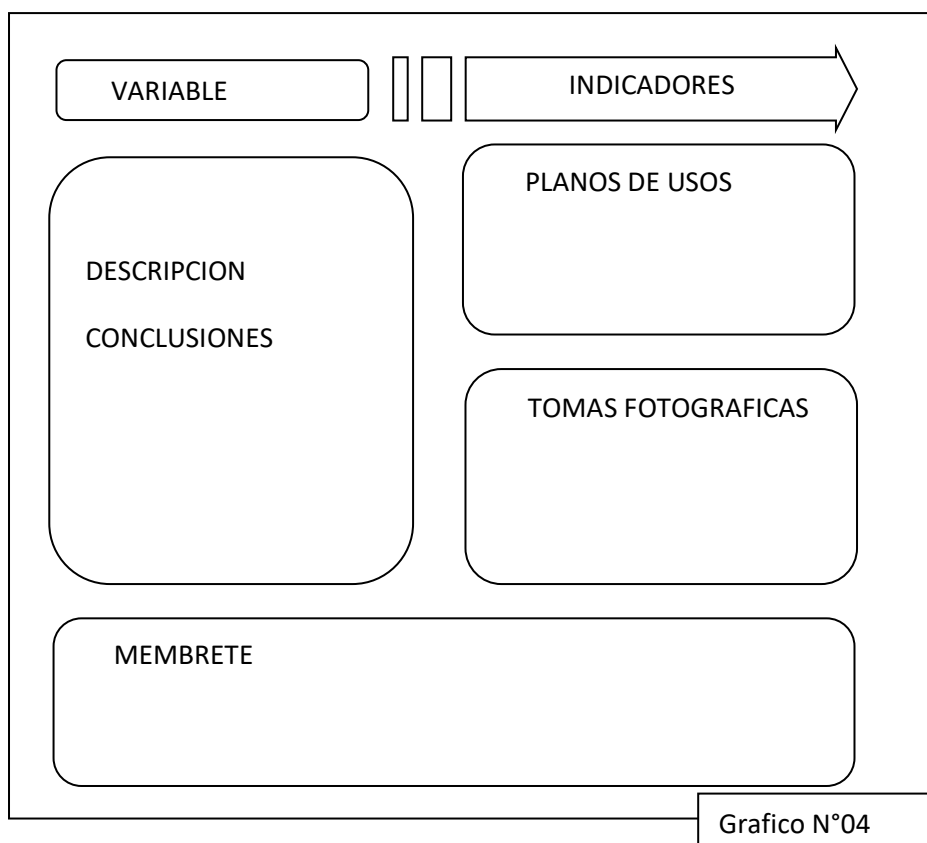 VARIABLE
INDICADORES
DESCRIPCION
CONCLUSIONES
PLANOS DE USOS
TOMAS FOTOGRAFICAS
MEMBRETE
Grafico N°04